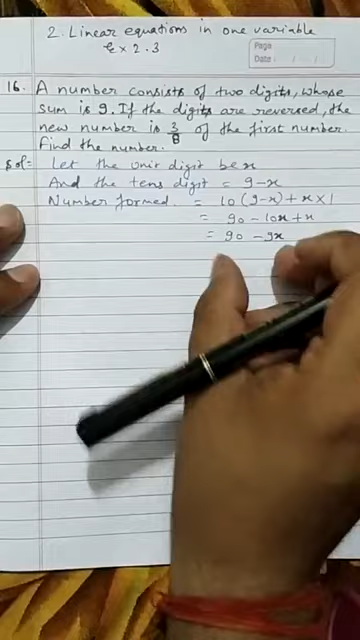 2. Linear equations in one variable
Ex 2.3
Page
Date
16. A number consists of two digits, whose
sum is 9. If the digits are reversed, the
new number is 3/8 of the first number.
Find the number.
Sol= Let the unit digit be x
And the tens digit = 9-x
Number formed = 10(9-x)+x×1
= 90-10x+x
= 90-9x